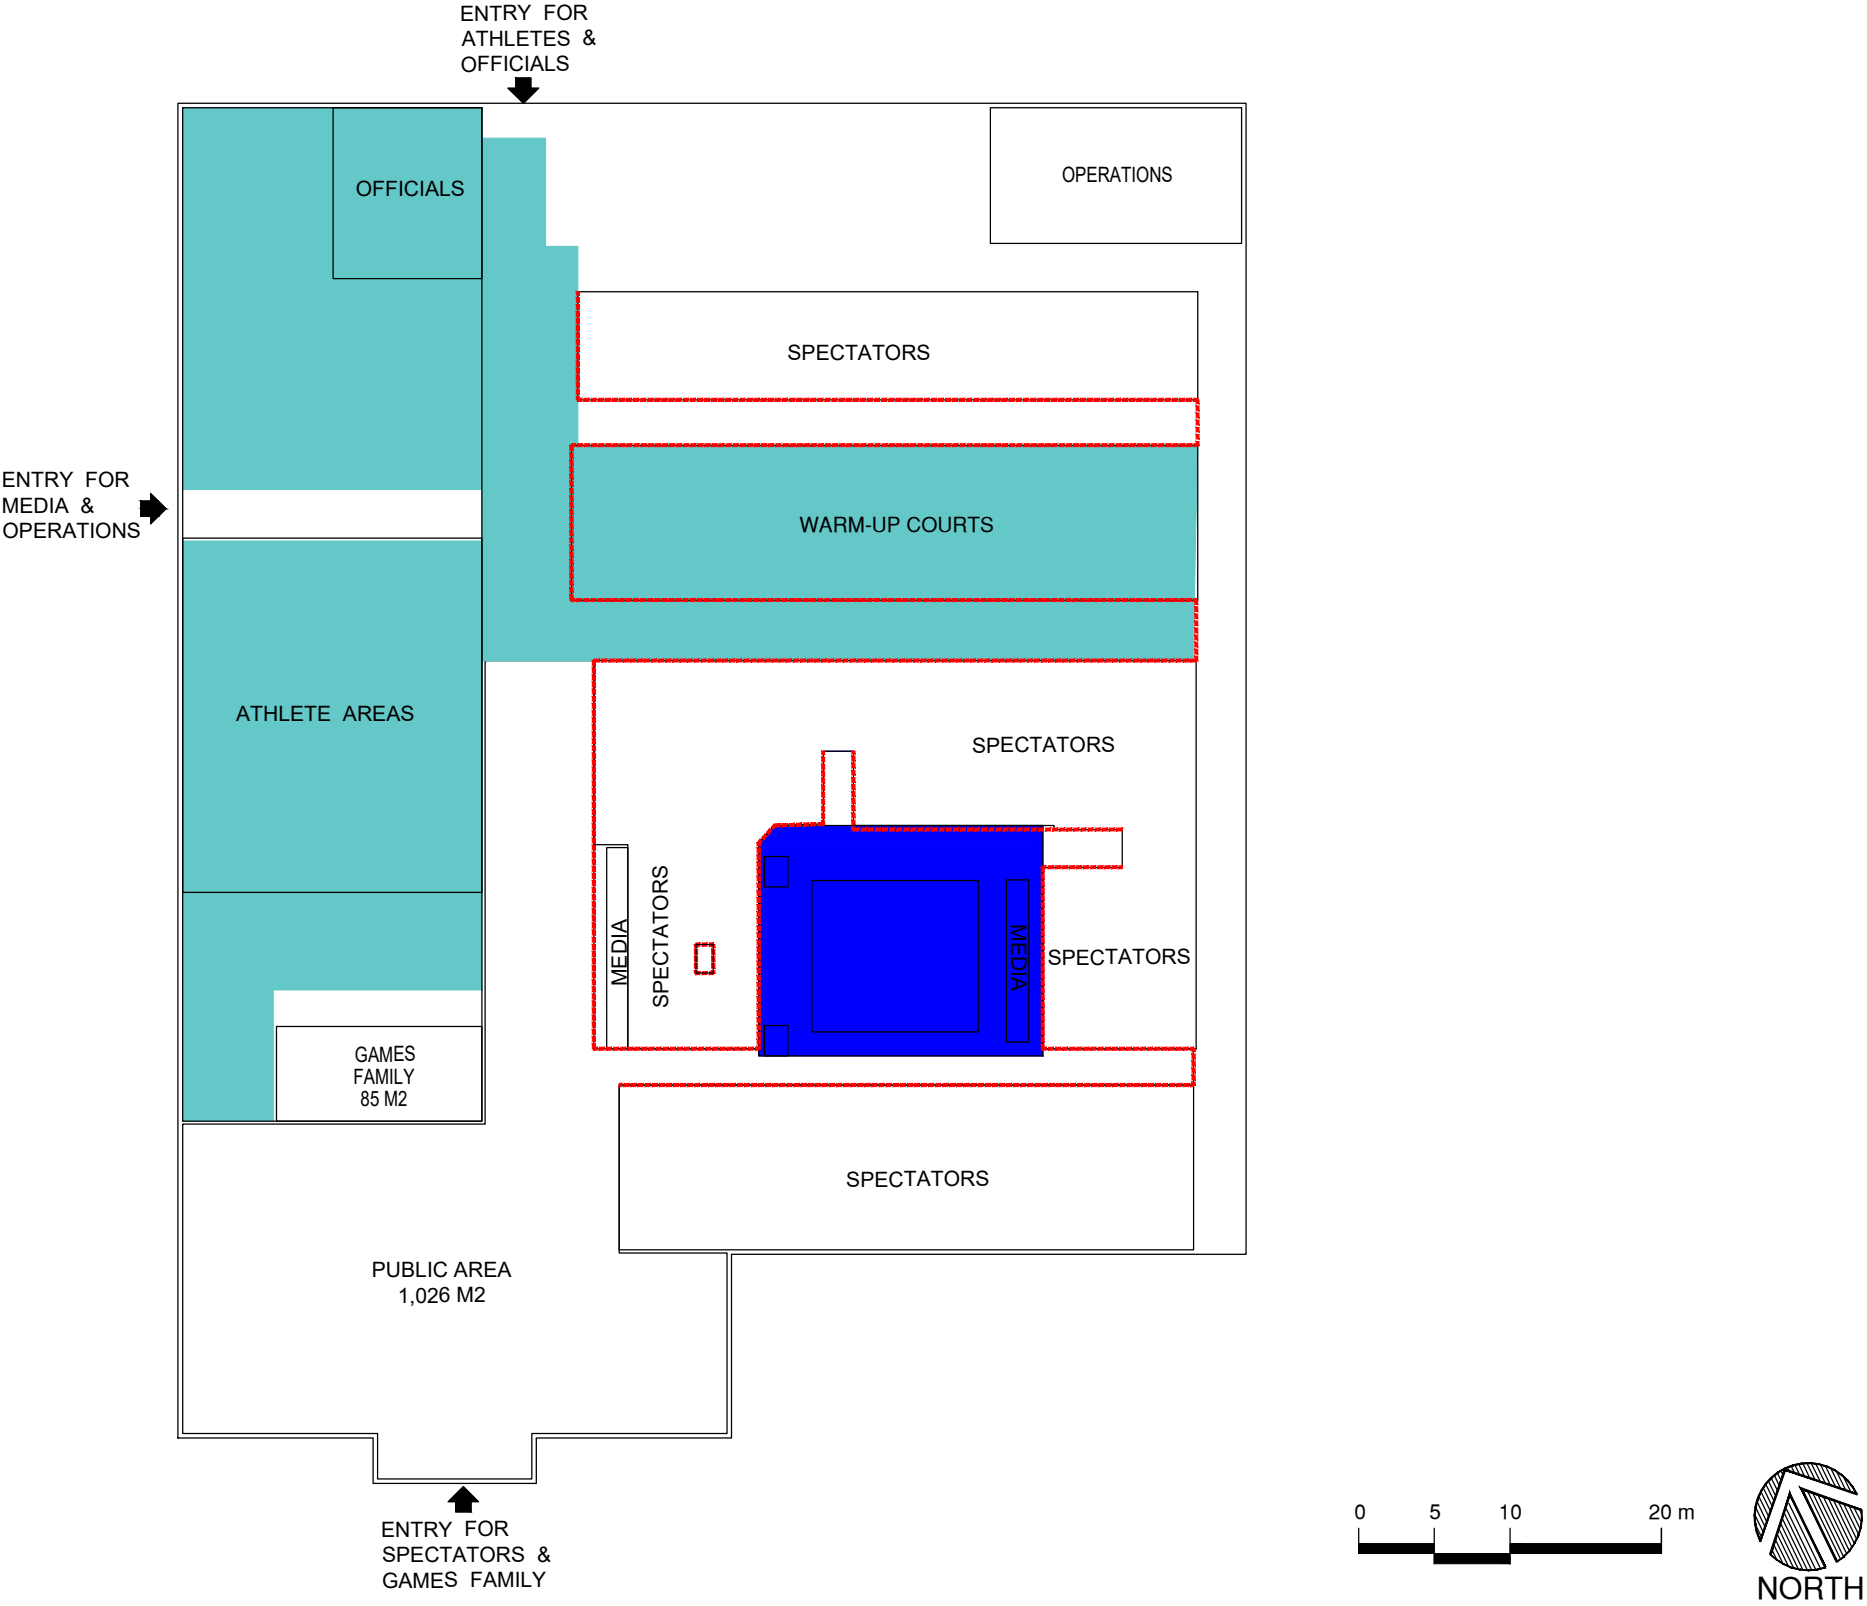 ENTRY FOR
ATHLETES &
OFFICIALS
OFFICIALS
OPERATIONS
SPECTATORS
ENTRY FOR
MEDIA &
OPERATIONS
WARM-UP COURTS
ATHLETE AREAS
SPECTATORS
MEDIA
SPECTATORS
MEDIA
SPECTATORS
GAMES
FAMILY
85 M2
SPECTATORS
PUBLIC AREA
1,026 M2
ENTRY FOR
SPECTATORS &
GAMES FAMILY
0 5 10 20 m
NORTH